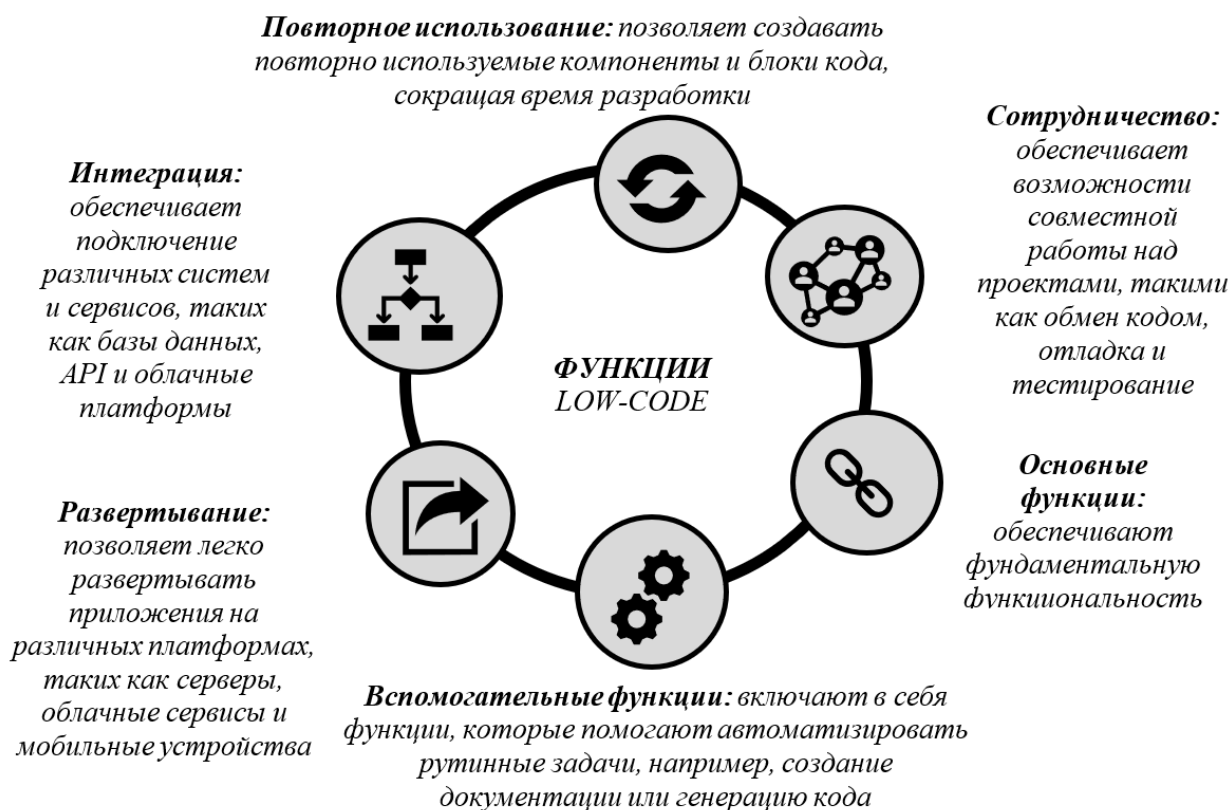 Повторное использование: позволяет создавать
повторно используемые компоненты и блоки кода,
сокращая время разработки
Сотрудничество:
обеспечивает
возможности
совместной
работы над
проектами, такими
как обмен кодом,
отладка и
тестирование
Интеграция:
обеспечивает
подключение
различных систем
и сервисов, таких
как базы данных,
API и облачные
платформы
ФУНКЦИИ
LOW-CODE
Основные
функции:
обеспечивают
фундаментальную
функциональность
Развертывание:
позволяет легко
развертывать
приложения на
различных платформах,
таких как серверы,
облачные сервисы и
мобильные устройства
Вспомогательные функции: включают в себя
функции, которые помогают автоматизировать
рутинные задачи, например, создание
документации или генерацию кода